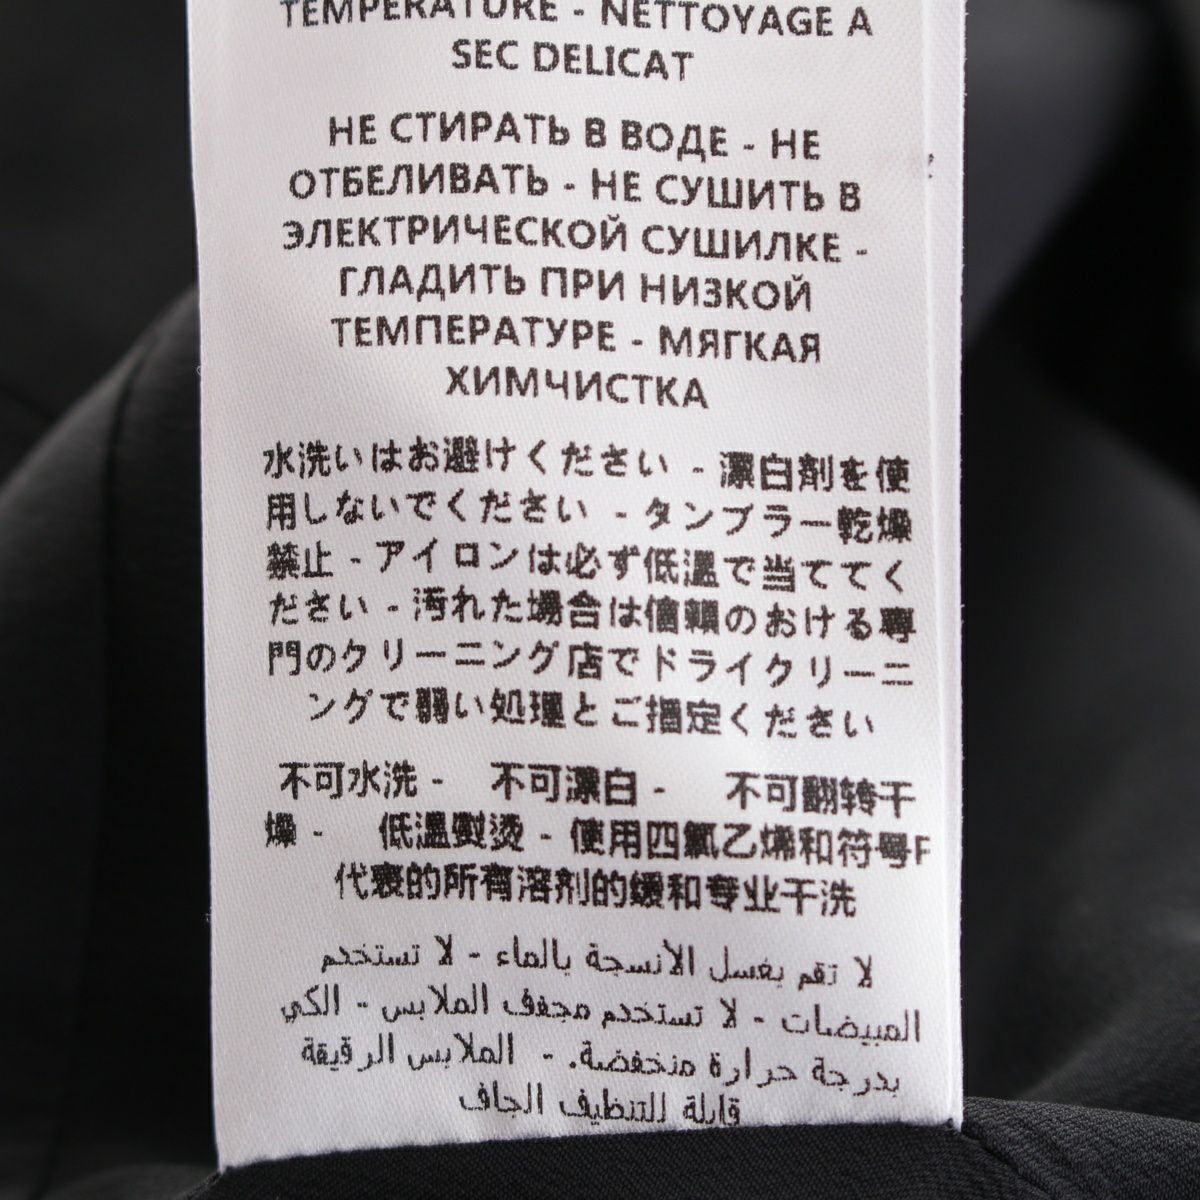 TEMPERATURE - NETTOYAGE A
SEC DELICAT
НЕ СТИРАТЬ В ВОДЕ - НЕ
ОТБЕЛИВАТЬ - НЕ СУШИТЬ В
ЭЛЕКТРИЧЕСКОЙ СУШИЛКЕ -
ГЛАДИТЬ ПРИ НИЗКОЙ
ТЕМПЕРАТУРЕ - МЯГКАЯ
ХИМЧИСТКА
水洗いはお避けください - 漂白剤を使
用しないでください - タンブラー乾燥
禁止 - アイロンは必ず低温で当ててく
ださい - 汚れた場合は信頼のおける専
門のクリーニング店でドライクリーニ
ングで弱い処理とご指定ください
不可水洗 - 不可漂白 - 不可翻转干
燥 - 低温熨烫 - 使用四氯乙烯和符号F
代表的所有溶剂的缓和专业干洗
لا تقم بغسل الأنسجة بالماء - لا تستخدم
المبيضات - لا تستخدم مجفف الملابس - الكي
بدرجة حرارة منخفضة. - الملابس الرقيقة
قابلة للتنظيف الجاف